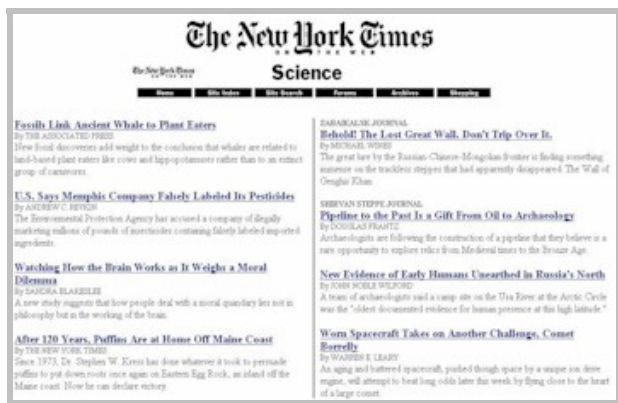 The New York Times
ON THE WEB
The New York Times
ON THE WEB
Science
Home
Site Index
Site Search
Forums
Archives
Shopping
Fossils Link Ancient Whale to Plant Eaters
By THE ASSOCIATED PRESS
New fossil discoveries add weight to the conclusion that whales are related to
land-based plant eaters like cows and hippopotamuses rather than to an extinct
group of carnivores.
U.S. Says Memphis Company Falsely Labeled Its Pesticides
By ANDREW C. REVKIN
The Environmental Protection Agency has accused a company of illegally
marketing millions of pounds of insecticides containing falsely labeled imported
ingredients.
Watching How the Brain Works as It Weighs a Moral
Dilemma
By SANDRA BLAKESLEE
A new study suggests that how people deal with a moral quandary lies not in
philosophy but in the working of the brain.
After 120 Years, Puffins Are at Home Off Maine Coast
By THE NEW YORK TIMES
Since 1973, Dr. Stephen W. Kress has done whatever it took to persuade
puffins to put down roots once again on Eastern Egg Rock, an island off the
Maine coast. Now he can declare victory.
ZABAIKALSK JOURNAL
Behold! The Lost Great Wall. Don't Trip Over It.
By MICHAEL WINES
The great lure by the Russian-Chinese-Mongolian frontier is finding something
immense on the trackless steppes that had apparently disappeared: The Wall of
Genghis Khan.
SHIRVAN STEPPE JOURNAL
Pipeline to the Past Is a Gift From Oil to Archaeology
By DOUGLAS FRANTZ
Archaeologists are following the construction of a pipeline that they believe is a
rare opportunity to explore relics from Medieval times to the Bronze Age.
New Evidence of Early Humans Unearthed in Russia's North
By JOHN NOBLE WILFORD
A team of archaeologists said a camp site on the Usa River at the Arctic Circle
was the "oldest documented evidence for human presence at this high latitude."
Worn Spacecraft Takes on Another Challenge, Comet
Borrelly
By WARREN E. LEARY
An aging and battered spacecraft, pushed though space by a unique ion drive
engine, will attempt to beat long odds later this week by flying close to the heart
of a large comet.